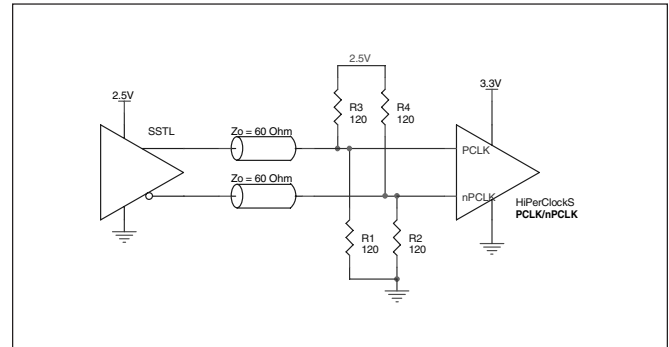 2.5V
2.5V
3.3V
SSTL
R3
120
R4
120
Zo = 60 Ohm
PCLK
Zo = 60 Ohm
nPCLK
HiPerClockS
PCLK/nPCLK
R1
120
R2
120